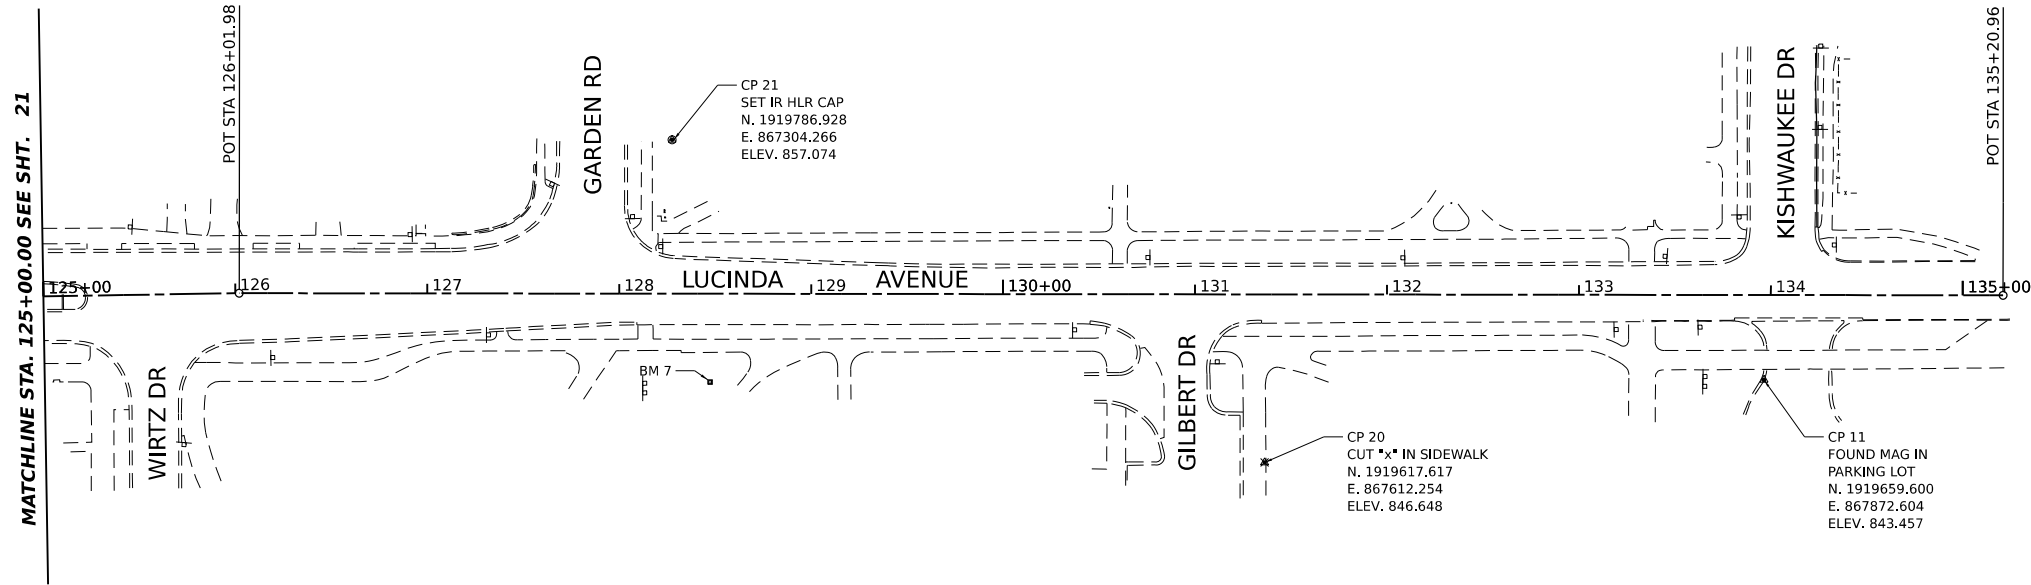 MATCHLINE STA. 125+00.00 SEE SHT. 21
POT STA 126+01.98
GARDEN RD
CP 21
SET IR HLR CAP
N. 1919786.928
E. 867304.266
ELEV. 857.074
KISHWAUKEE DR
POT STA 135+20.96
125+00
126
127
128
LUCINDA AVENUE
129
130+00
131
132
133
134
135+00
WIRTZ DR
BM 7
GILBERT DR
CP 20
CUT "x" IN SIDEWALK
N. 1919617.617
E. 867612.254
ELEV. 846.648
CP 11
FOUND MAG IN
PARKING LOT
N. 1919659.600
E. 867872.604
ELEV. 843.457